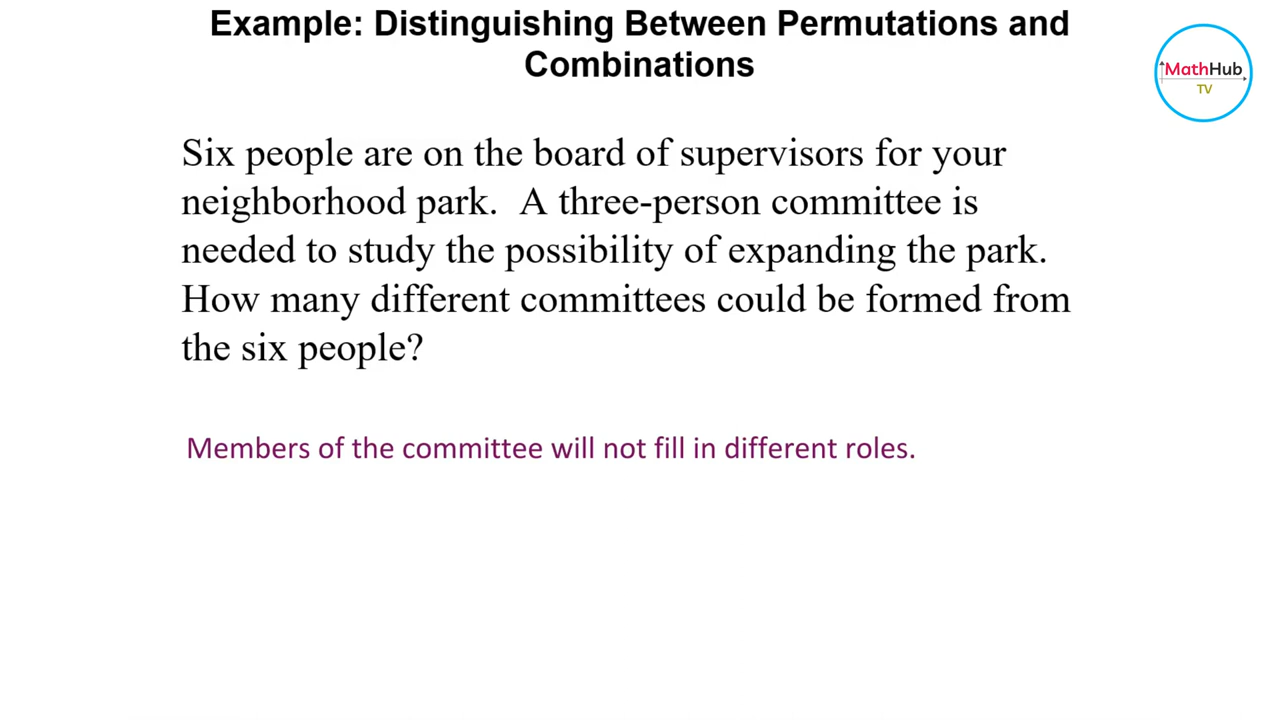 Example: Distinguishing Between Permutations and
Combinations
MathHub
TV
Six people are on the board of supervisors for your
neighborhood park.  A three-person committee is
needed to study the possibility of expanding the park.
How many different committees could be formed from
the six people?
Members of the committee will not fill in different roles.